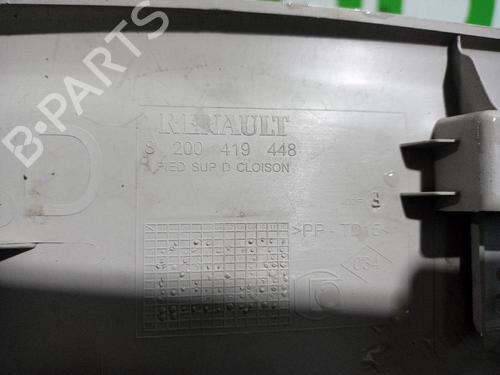 B-PARTS
RENAULT
8 200 419 448
PIED SUP D CLOISON
>PP-TD15<
D